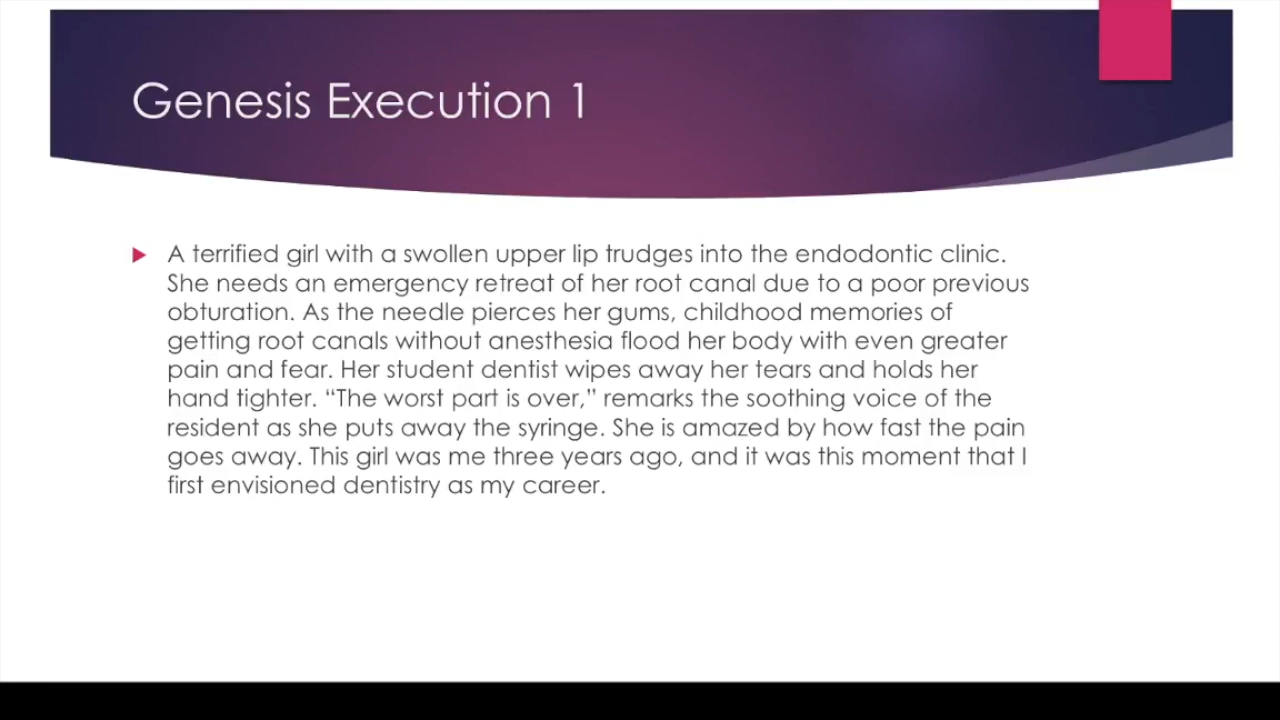 Genesis Execution 1
A terrified girl with a swollen upper lip trudges into the endodontic clinic.
She needs an emergency retreat of her root canal due to a poor previous
obturation. As the needle pierces her gums, childhood memories of
getting root canals without anesthesia flood her body with even greater
pain and fear. Her student dentist wipes away her tears and holds her
hand tighter. “The worst part is over,” remarks the soothing voice of the
resident as she puts away the syringe. She is amazed by how fast the pain
goes away. This girl was me three years ago, and it was this moment that I
first envisioned dentistry as my career.